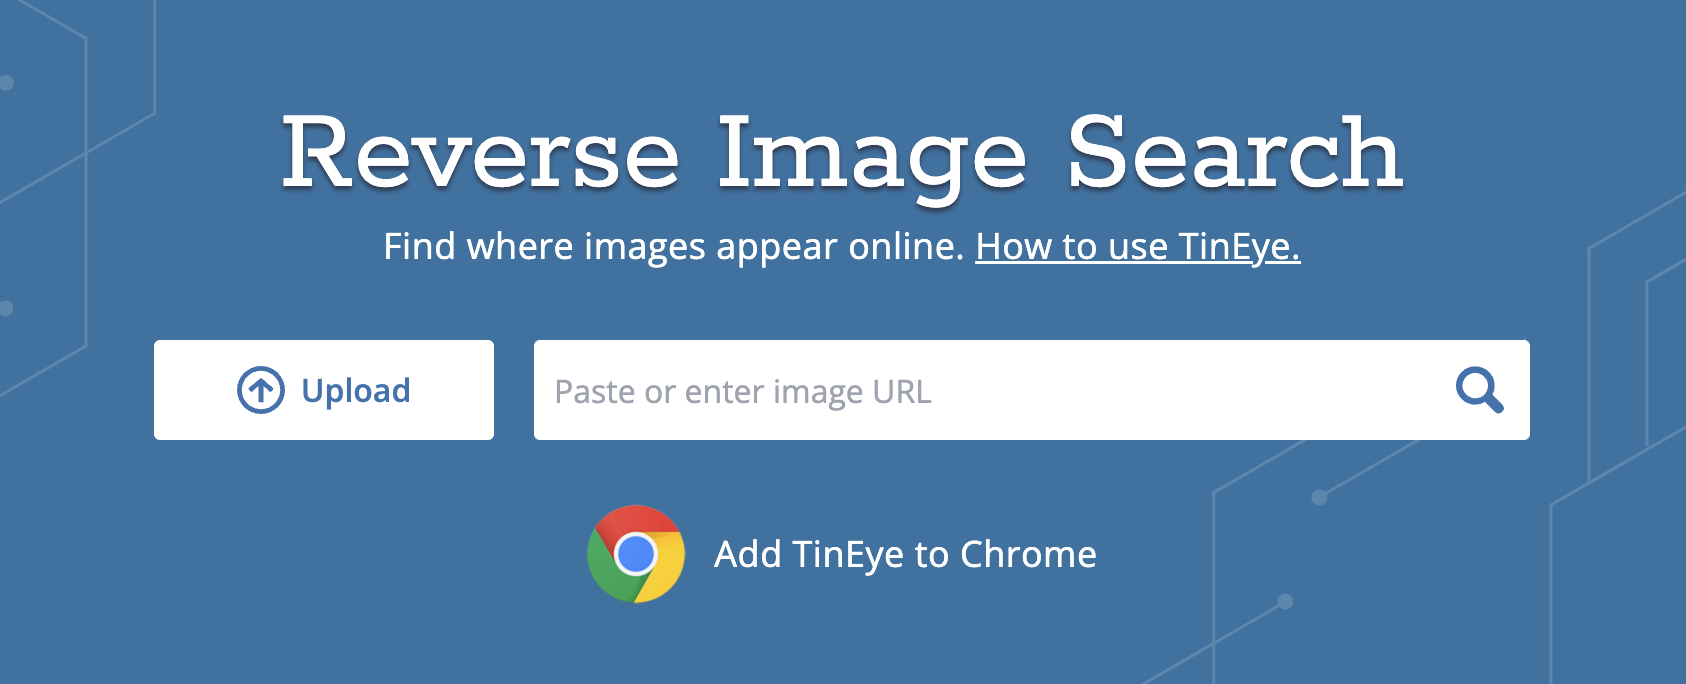 Reverse Image Search
Find where images appear online. How to use TinEye.
Upload
Paste or enter image URL
Add TinEye to Chrome